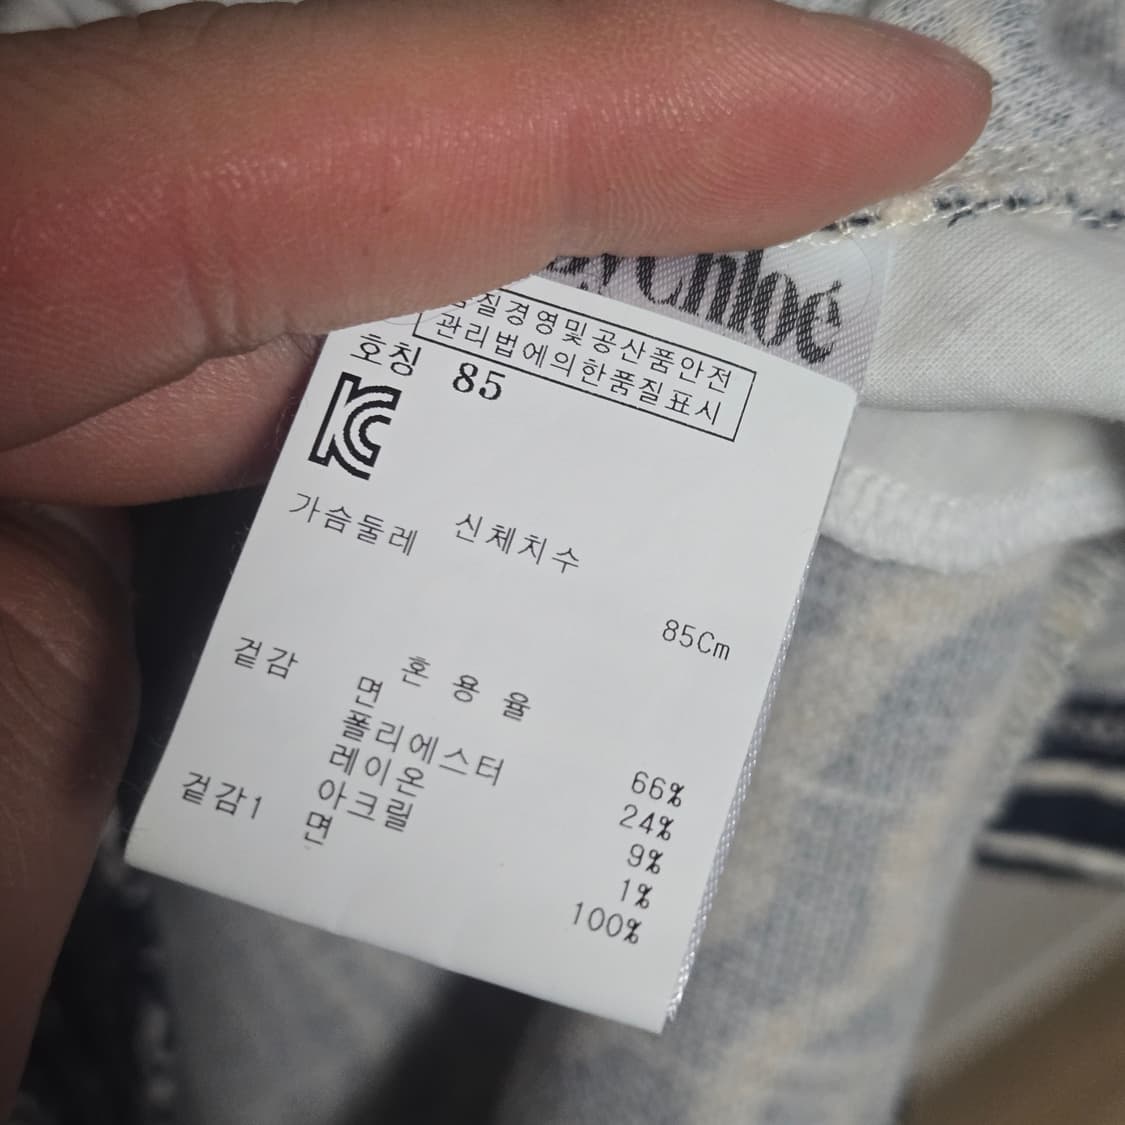 Chloé
질경영및공산품안전
관리법에의한품질표시
호칭 85
KC
가슴둘레 신체치수
85Cm
혼 용 율
겉감 면 66%
폴리에스터 24%
레이온 9%
아크릴 1%
겉감1 면 100%